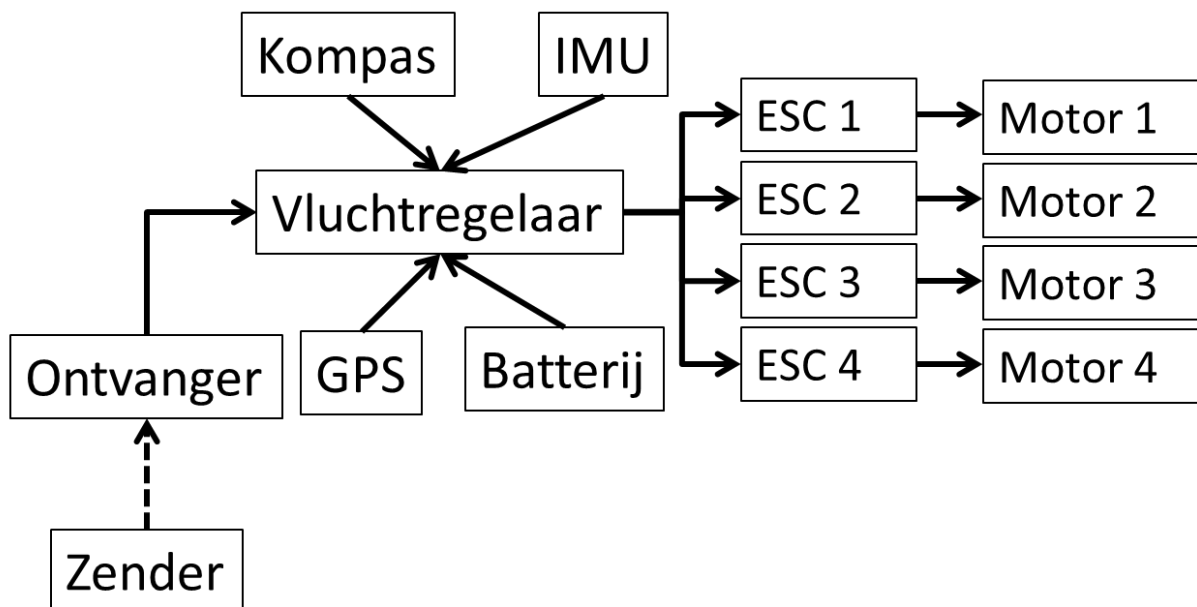 Kompas
IMU
ESC 1
Motor 1
Vluchtregelaar
ESC 2
Motor 2
ESC 3
Motor 3
Ontvanger
GPS
Batterij
ESC 4
Motor 4
Zender